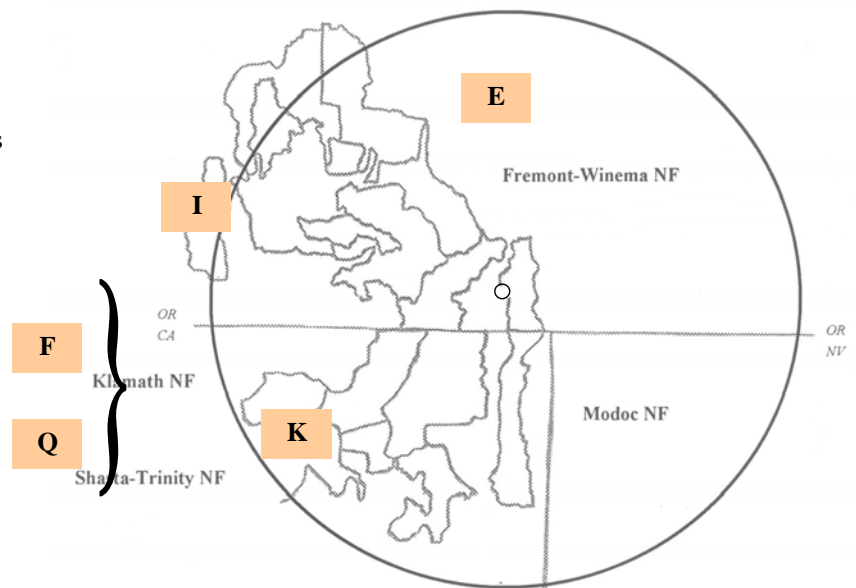 E
s
Fremont-Winema NF
I
OR
CA
OR
NV
F
Klamath NF
Modoc NF
K
Q
Shasta-Trinity NF